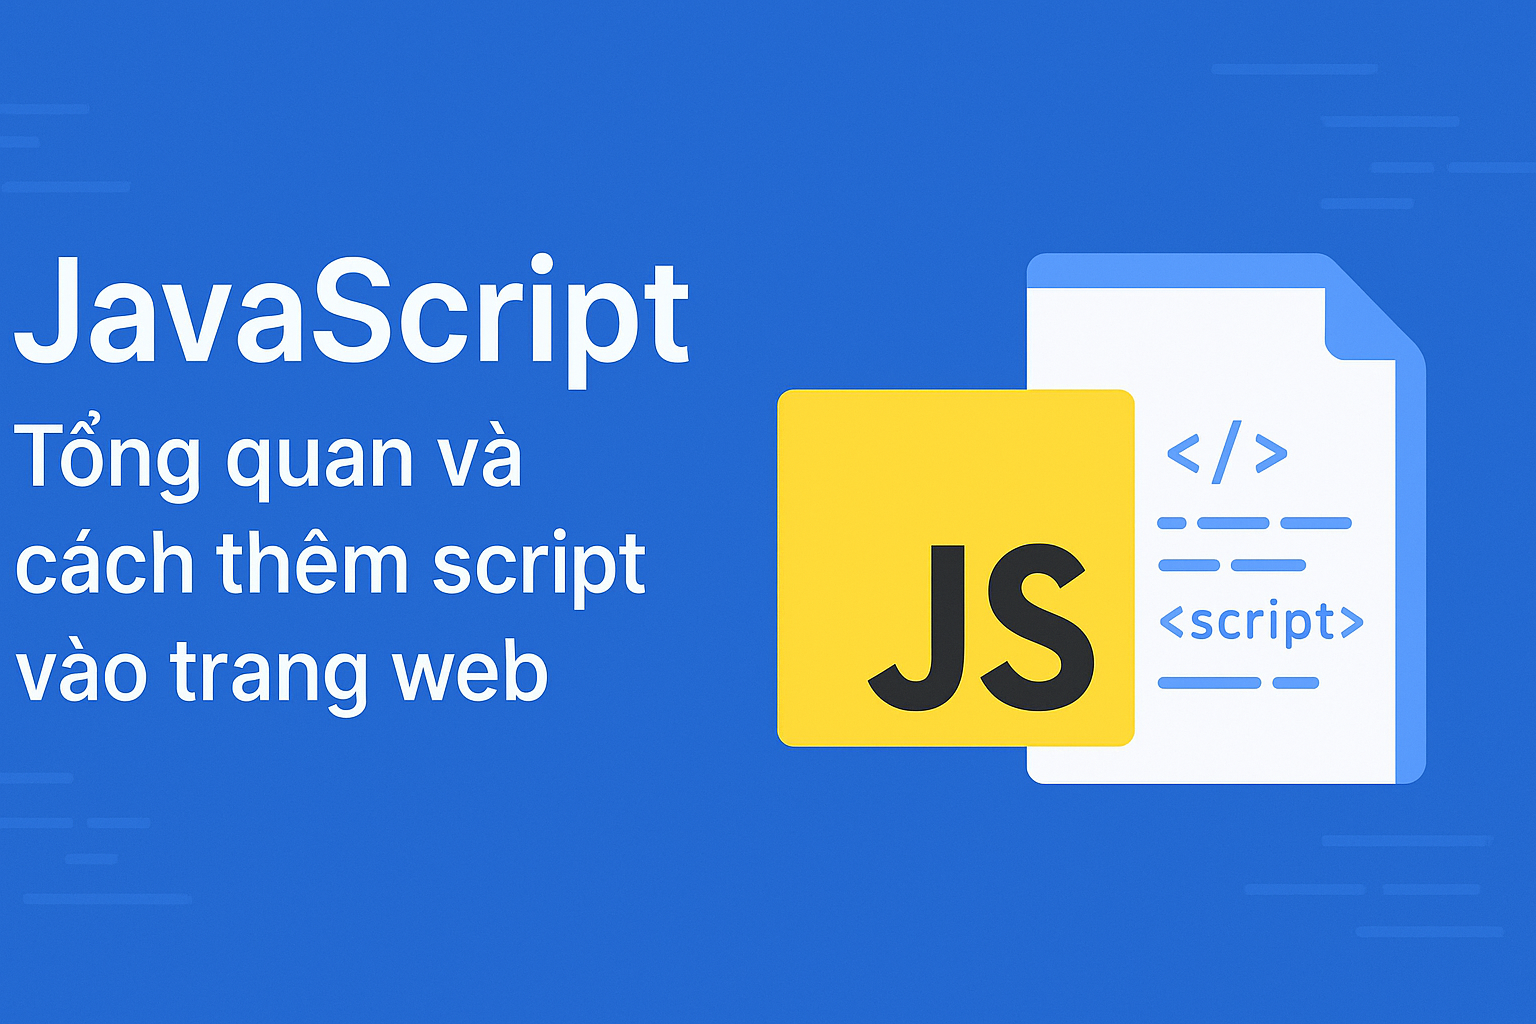 JavaScript
Tổng quan và
cách thêm script
vào trang web
</>
<script>
JS